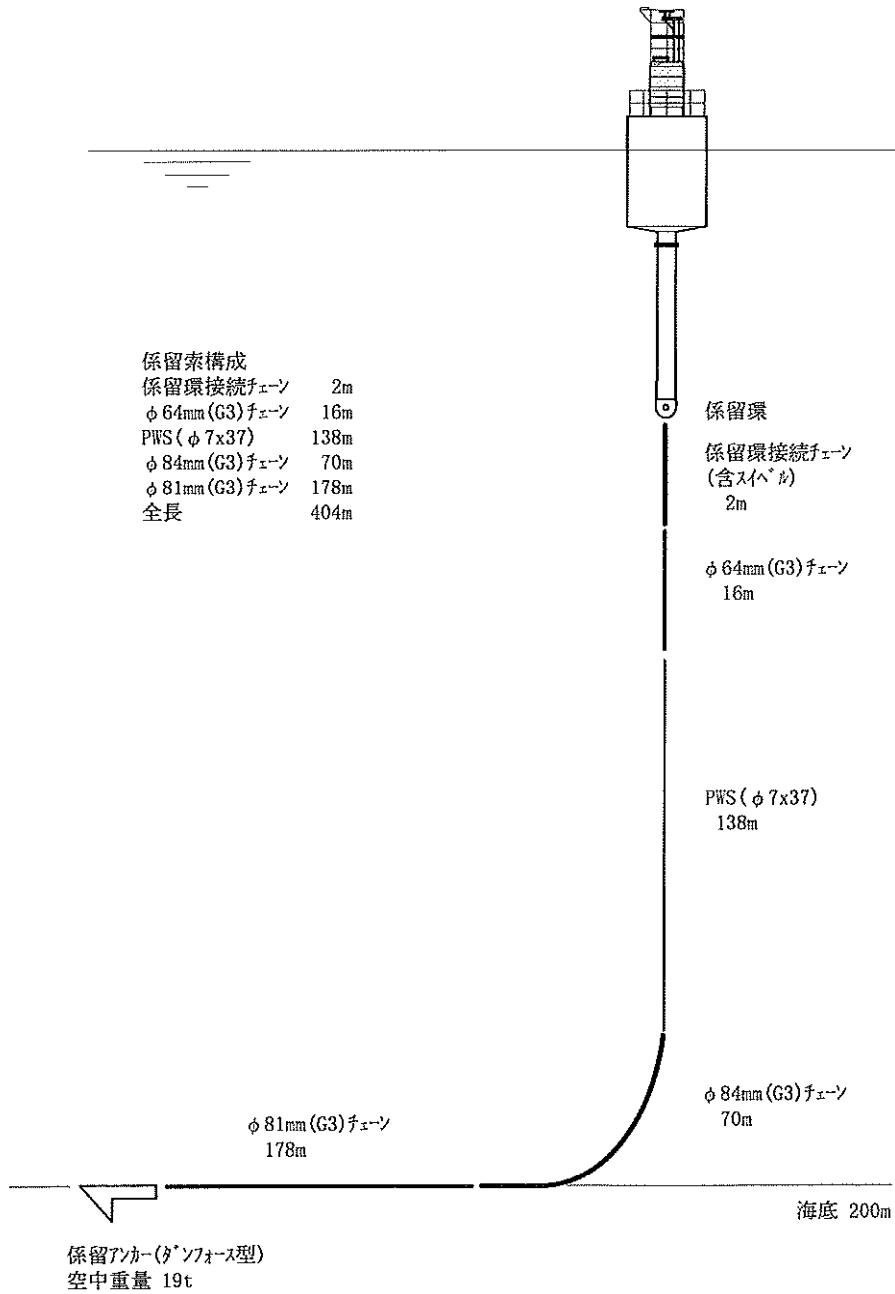 係留索構成
係留環接続チェーン 2m
φ64mm(G3)チェーン 16m
PWS(φ7x37) 138m
φ84mm(G3)チェーン 70m
φ81mm(G3)チェーン 178m
全長 404m
係留環
係留環接続チェーン
(含スイベル)
2m
φ64mm(G3)チェーン
16m
PWS(φ7x37)
138m
φ84mm(G3)チェーン
70m
φ81mm(G3)チェーン
178m
海底 200m
係留アンカー(ダンフォース型)
空中重量 19t